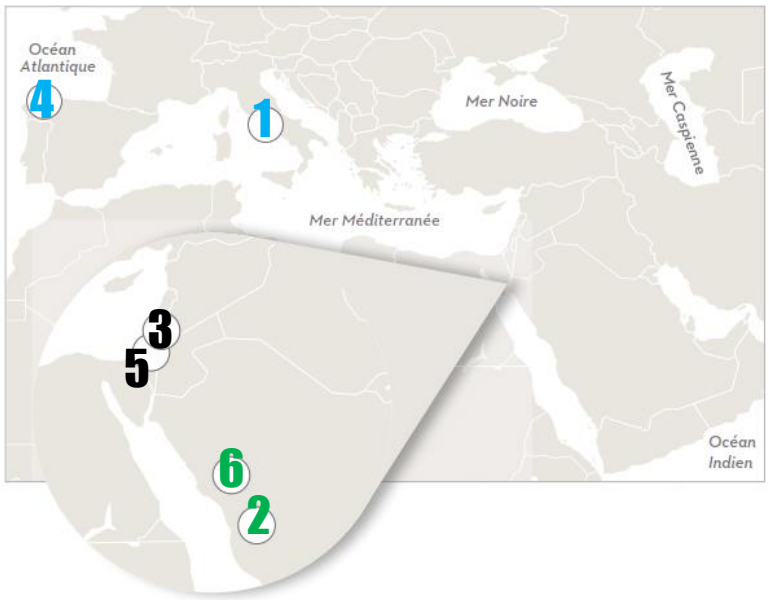 Océan
Atlantique
4
1
Mer Noire
Mer Caspienne
Mer Méditerranée
3
5
6
2
Océan
Indien